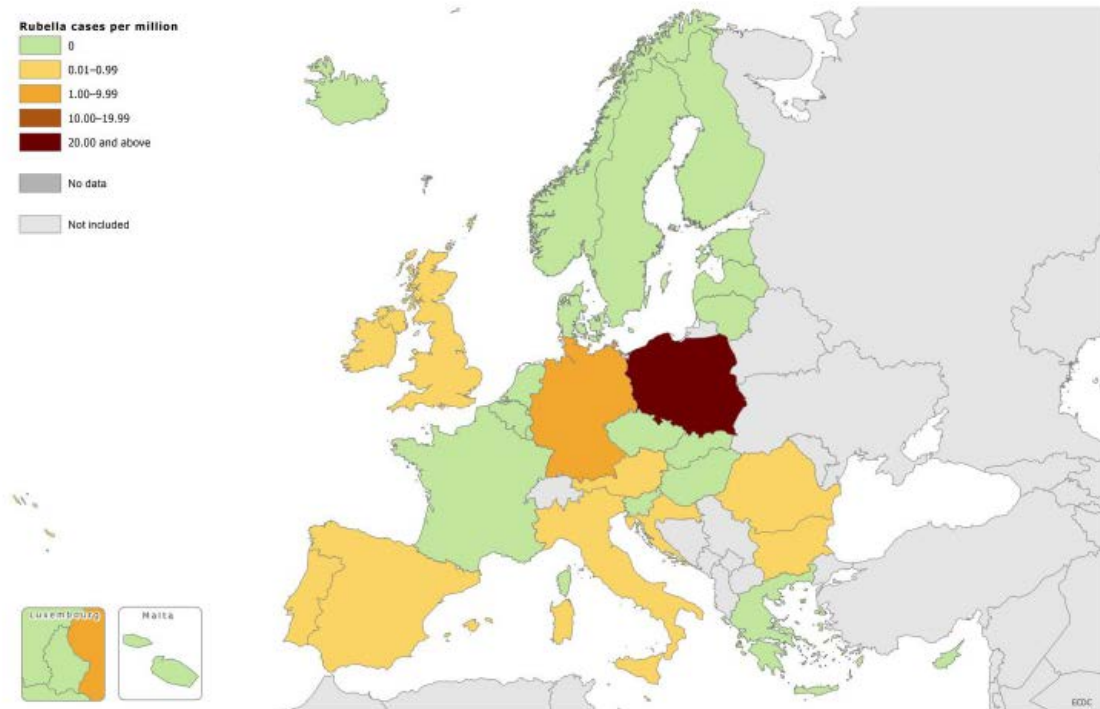 Rubella cases per million
0
0.01–0.99
1.00–9.99
10.00–19.99
20.00 and above
No data
Not included
Luxembourg
Malta
ECDC